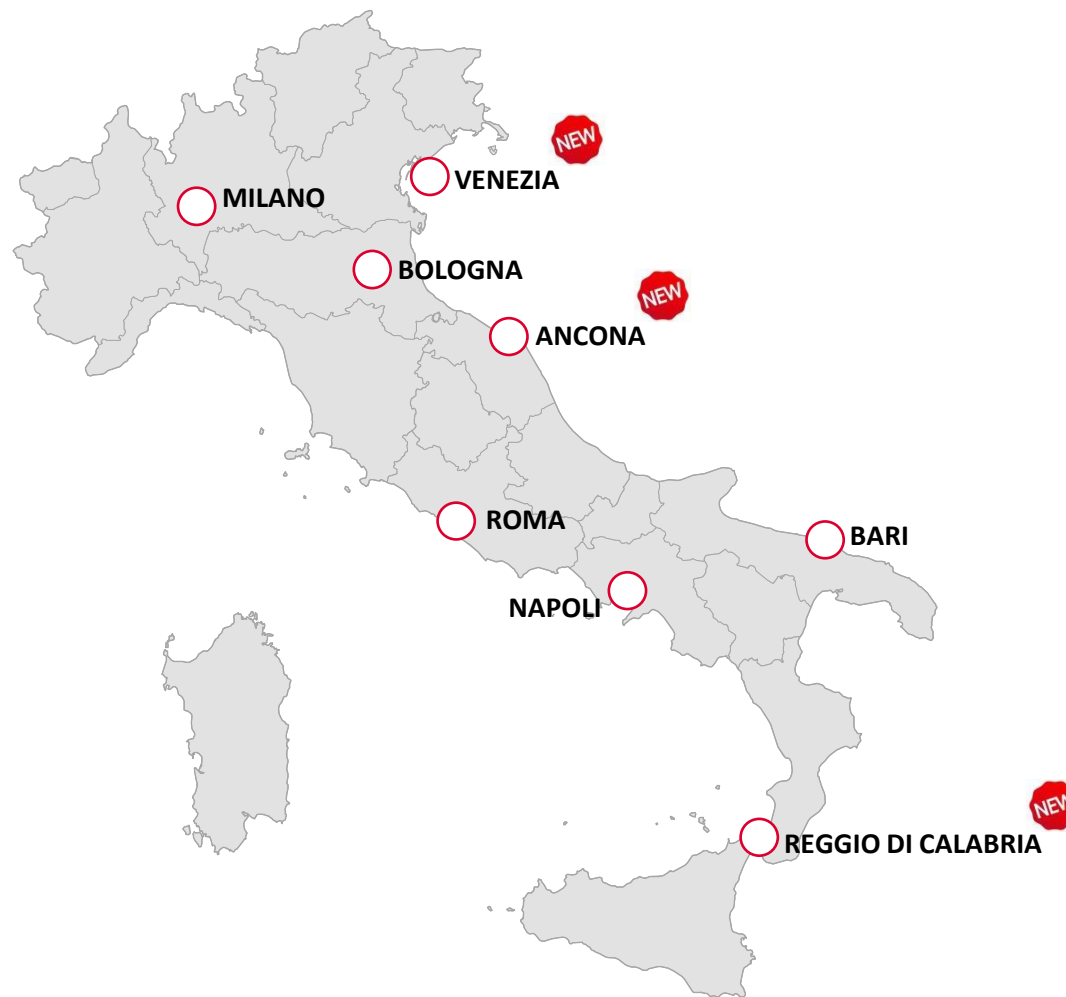 NEW
VENEZIA
MILANO
BOLOGNA
NEW
ANCONA
ROMA
BARI
NAPOLI
NEW
REGGIO DI CALABRIA